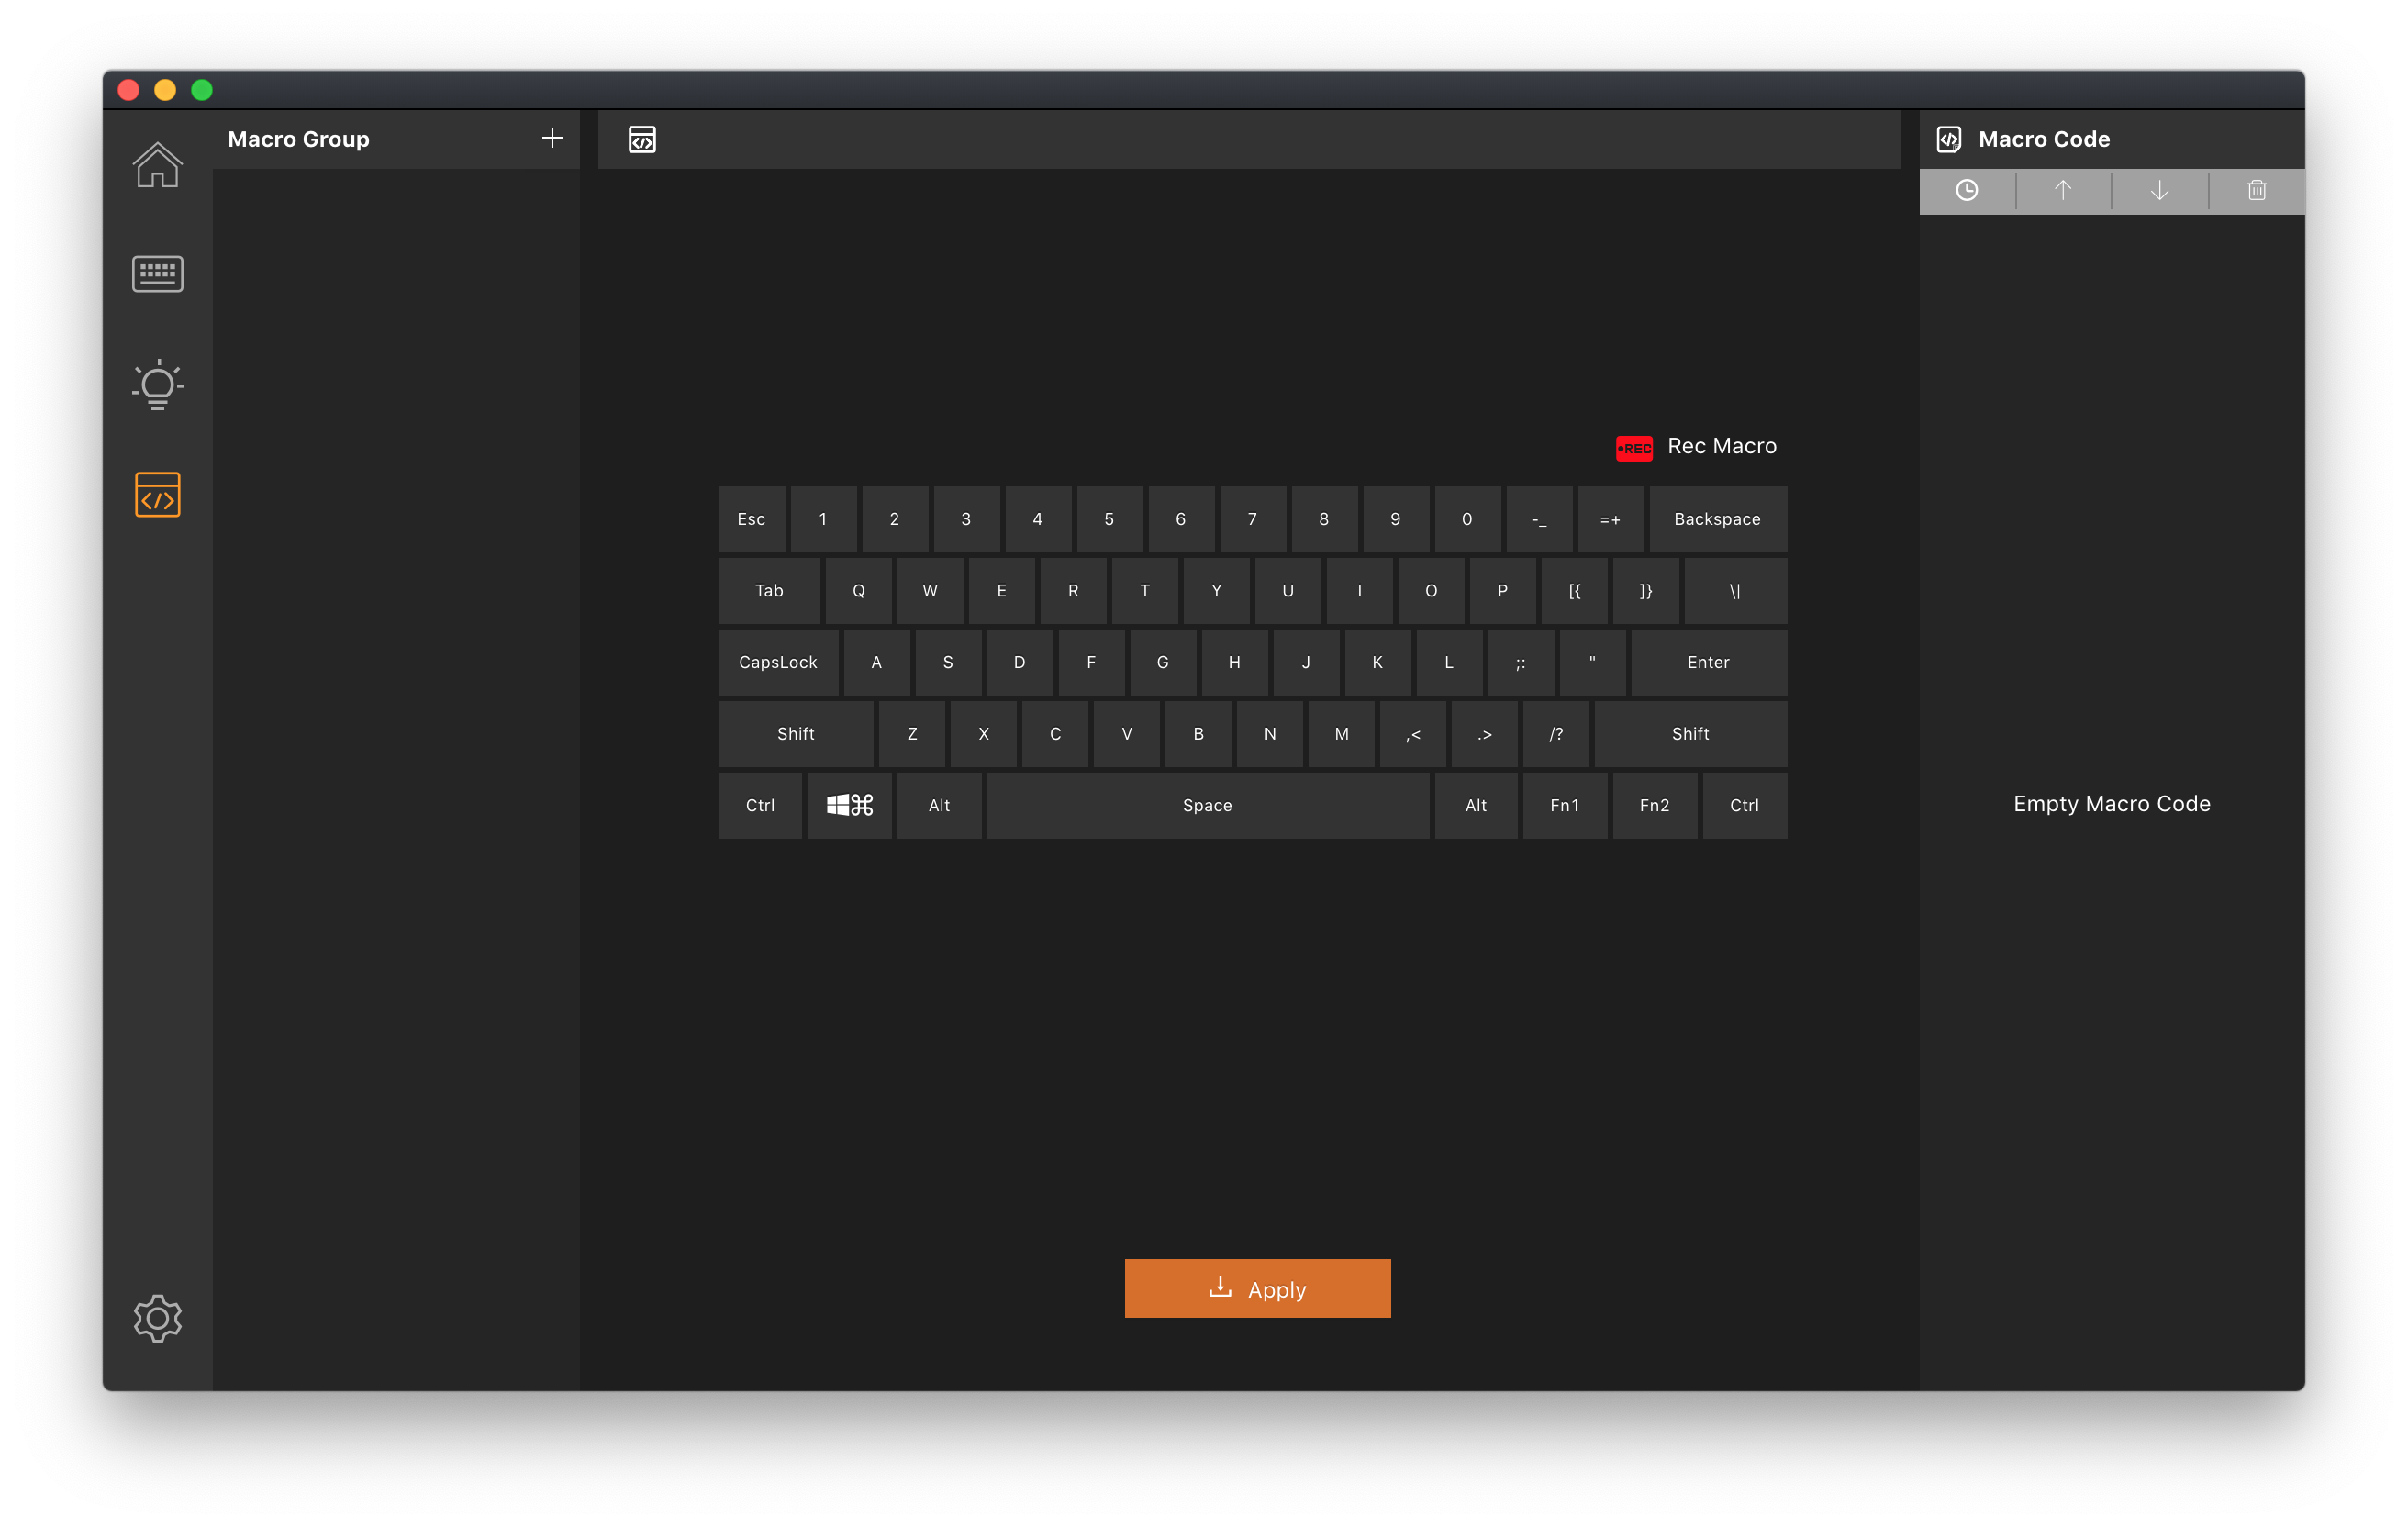 Macro Group
Macro Code
REC Rec Macro
Esc 1 2 3 4 5 6 7 8 9 0 -_ =+ Backspace
Tab Q W E R T Y U I O P [{ ]} \|
CapsLock A S D F G H J K L ;: " Enter
Shift Z X C V B N M ,< .> /? Shift
Ctrl ⌘ Alt Space Alt Fn1 Fn2 Ctrl
Empty Macro Code
Apply